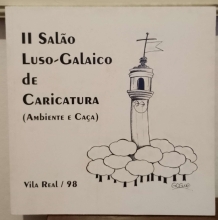 II Salão
Luso-Galaico
de
Caricatura
(Ambiente e Caça)
Vila Real / 98